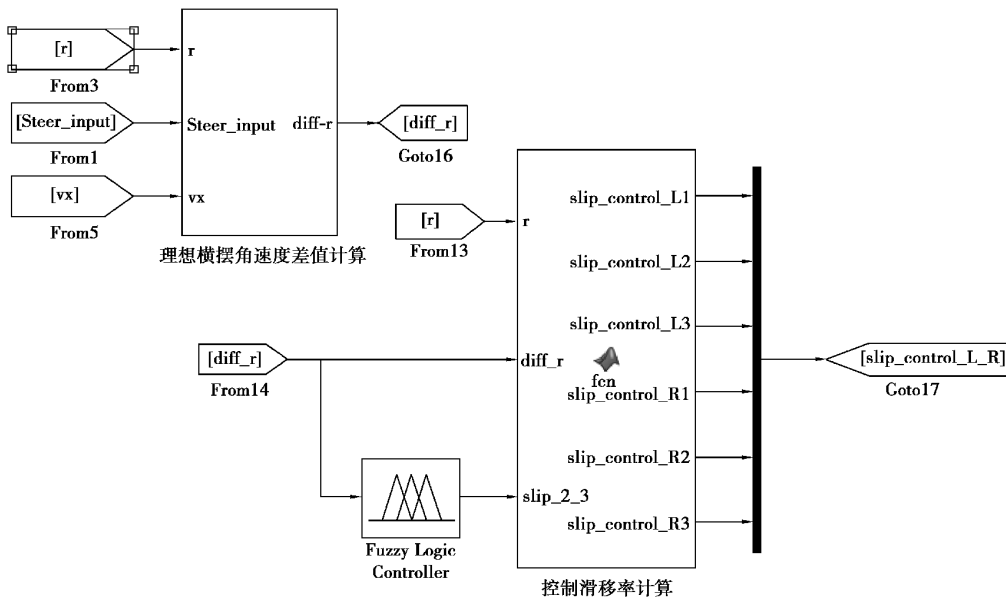 [r]
From3
[Steer_input]
From1
[vx]
From5
r
Steer_input
vx
diff-r
理想横摆角速度差值计算
[diff_r]
Goto16
[r]
From13
[diff_r]
From14
Fuzzy Logic
Controller
r
diff_r
slip_2_3
fcn
slip_control_L1
slip_control_L2
slip_control_L3
slip_control_R1
slip_control_R2
slip_control_R3
控制滑移率计算
[slip_control_L_R]
Goto17